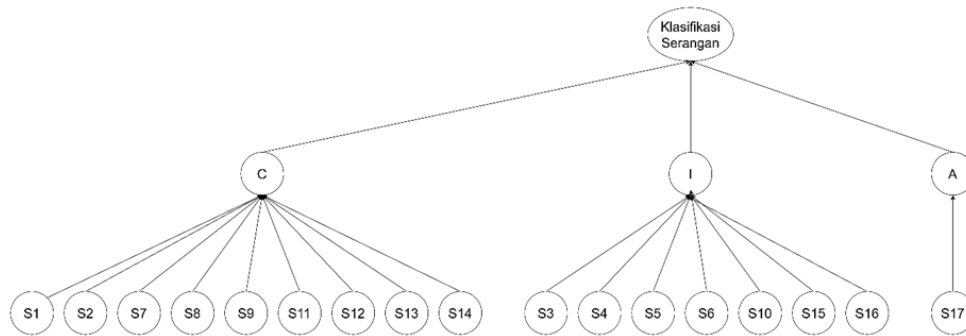 Klasifikasi
Serangan
C
I
A
S1
S2
S7
S8
S9
S11
S12
S13
S14
S3
S4
S5
S6
S10
S15
S16
S17